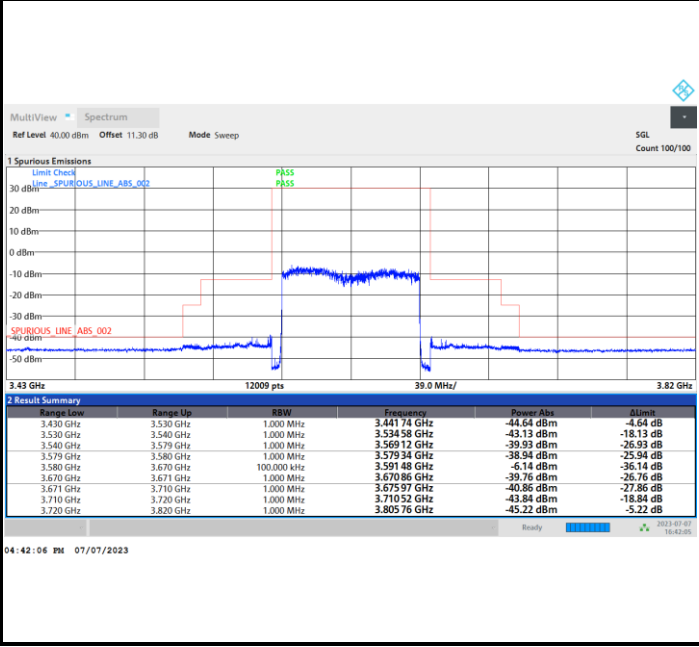 MultiView Spectrum
Ref Level 40.00 dBm Offset 11.30 dB Mode Sweep SGL
Count 100/100
1 Spurious Emissions
Limit Check PASS
Line _SPURIOUS_LINE_ABS_002 PASS
30 dBm
20 dBm
10 dBm
0 dBm
-10 dBm
-20 dBm
-30 dBm
_SPURIOUS_LINE_ABS_002
-40 dBm
-50 dBm
3.43 GHz 12009 pts 39.0 MHz/ 3.82 GHz
2 Result Summary
Range Low Range Up RBW Frequency Power Abs ΔLimit
3.430 GHz 3.530 GHz 1.000 MHz 3.441 74 GHz -44.64 dBm -4.64 dB
3.530 GHz 3.540 GHz 1.000 MHz 3.534 58 GHz -43.13 dBm -18.13 dB
3.540 GHz 3.579 GHz 1.000 MHz 3.569 12 GHz -39.93 dBm -26.93 dB
3.579 GHz 3.580 GHz 1.000 MHz 3.579 34 GHz -38.94 dBm -25.94 dB
3.580 GHz 3.670 GHz 100.000 kHz 3.591 48 GHz -6.14 dBm -36.14 dB
3.670 GHz 3.671 GHz 1.000 MHz 3.670 86 GHz -39.76 dBm -26.76 dB
3.671 GHz 3.710 GHz 1.000 MHz 3.675 97 GHz -40.86 dBm -27.86 dB
3.710 GHz 3.720 GHz 1.000 MHz 3.710 52 GHz -43.84 dBm -18.84 dB
3.720 GHz 3.820 GHz 1.000 MHz 3.805 76 GHz -45.22 dBm -5.22 dB
Ready 2023-07-07
16:42:05
04:42:06 PM 07/07/2023